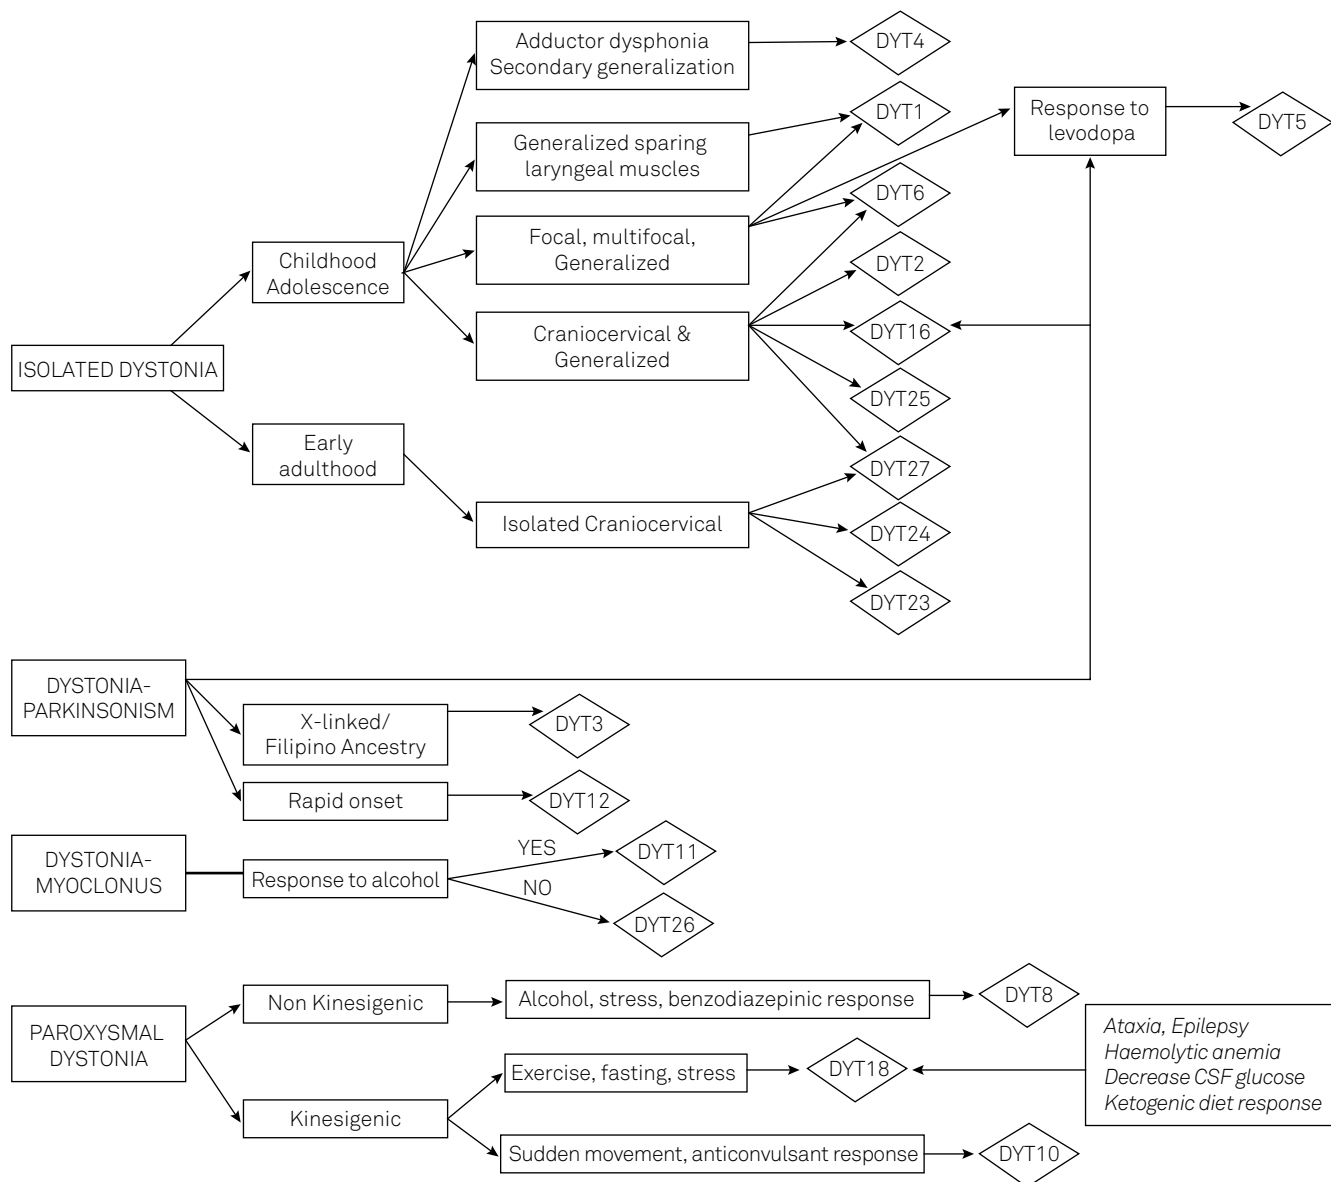 Adductor dysphonia
Secondary generalization
DYT4
Generalized sparing
laryngeal muscles
DYT1
Response to
levodopa
DYT5
Focal, multifocal,
Generalized
DYT6
Childhood
Adolescence
DYT2
Craniocervical &
Generalized
DYT16
ISOLATED DYSTONIA
DYT25
Early
adulthood
DYT27
Isolated Craniocervical
DYT24
DYT23
DYSTONIA-
PARKINSONISM
X-linked/
Filipino Ancestry
DYT3
Rapid onset
DYT12
DYSTONIA-
MYOCLONUS
Response to alcohol
YES
DYT11
NO
DYT26
PAROXYSMAL
DYSTONIA
Non Kinesigenic
Alcohol, stress, benzodiazepinic response
DYT8
Ataxia, Epilepsy
Haemolytic anemia
Decrease CSF glucose
Ketogenic diet response
Exercise, fasting, stress
DYT18
Kinesigenic
Sudden movement, anticonvulsant response
DYT10